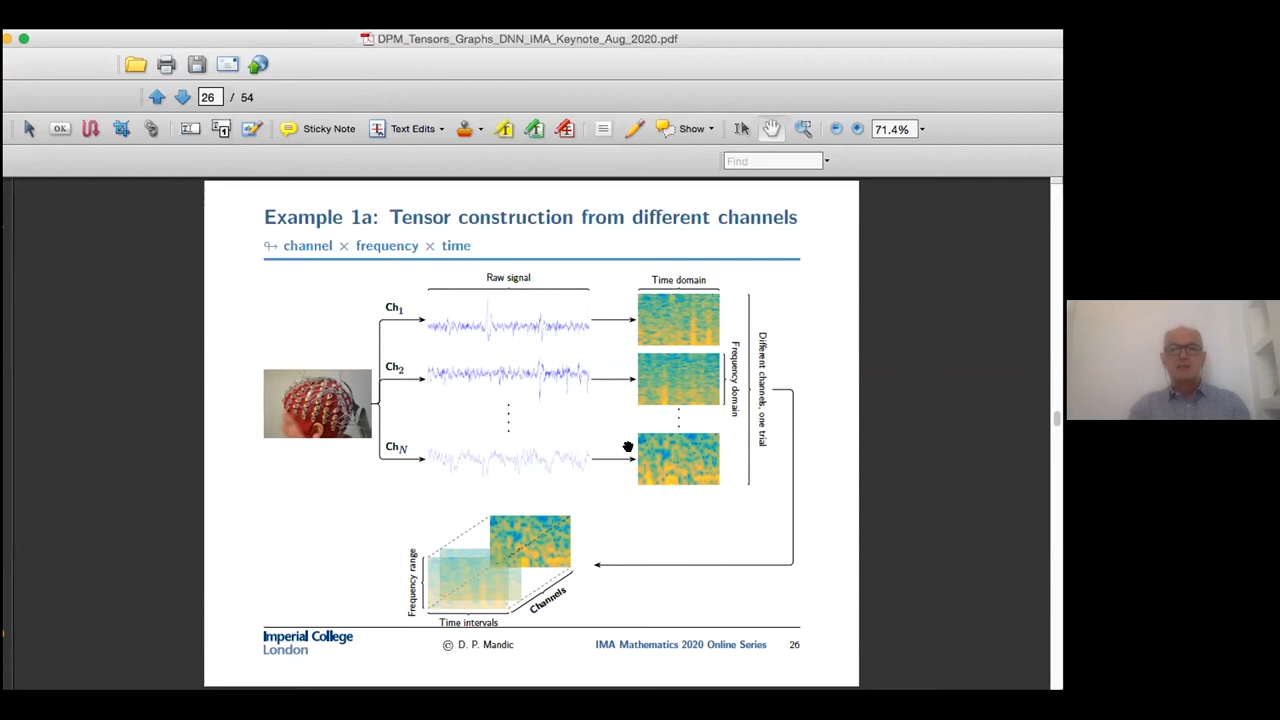 DPM_Tensors_Graphs_DNN_IMA_Keynote_Aug_2020.pdf
26 / 54
OK
Sticky Note
Text Edits
Show
71.4%
Find
Example 1a: Tensor construction from different channels
↬ channel × frequency × time
Raw signal
Time domain
Ch1
Ch2
ChN
Frequency domain
Different channels, one trial
Frequency range
Channels
Time intervals
Imperial College
London
© D. P. Mandic
IMA Mathematics 2020 Online Series
26